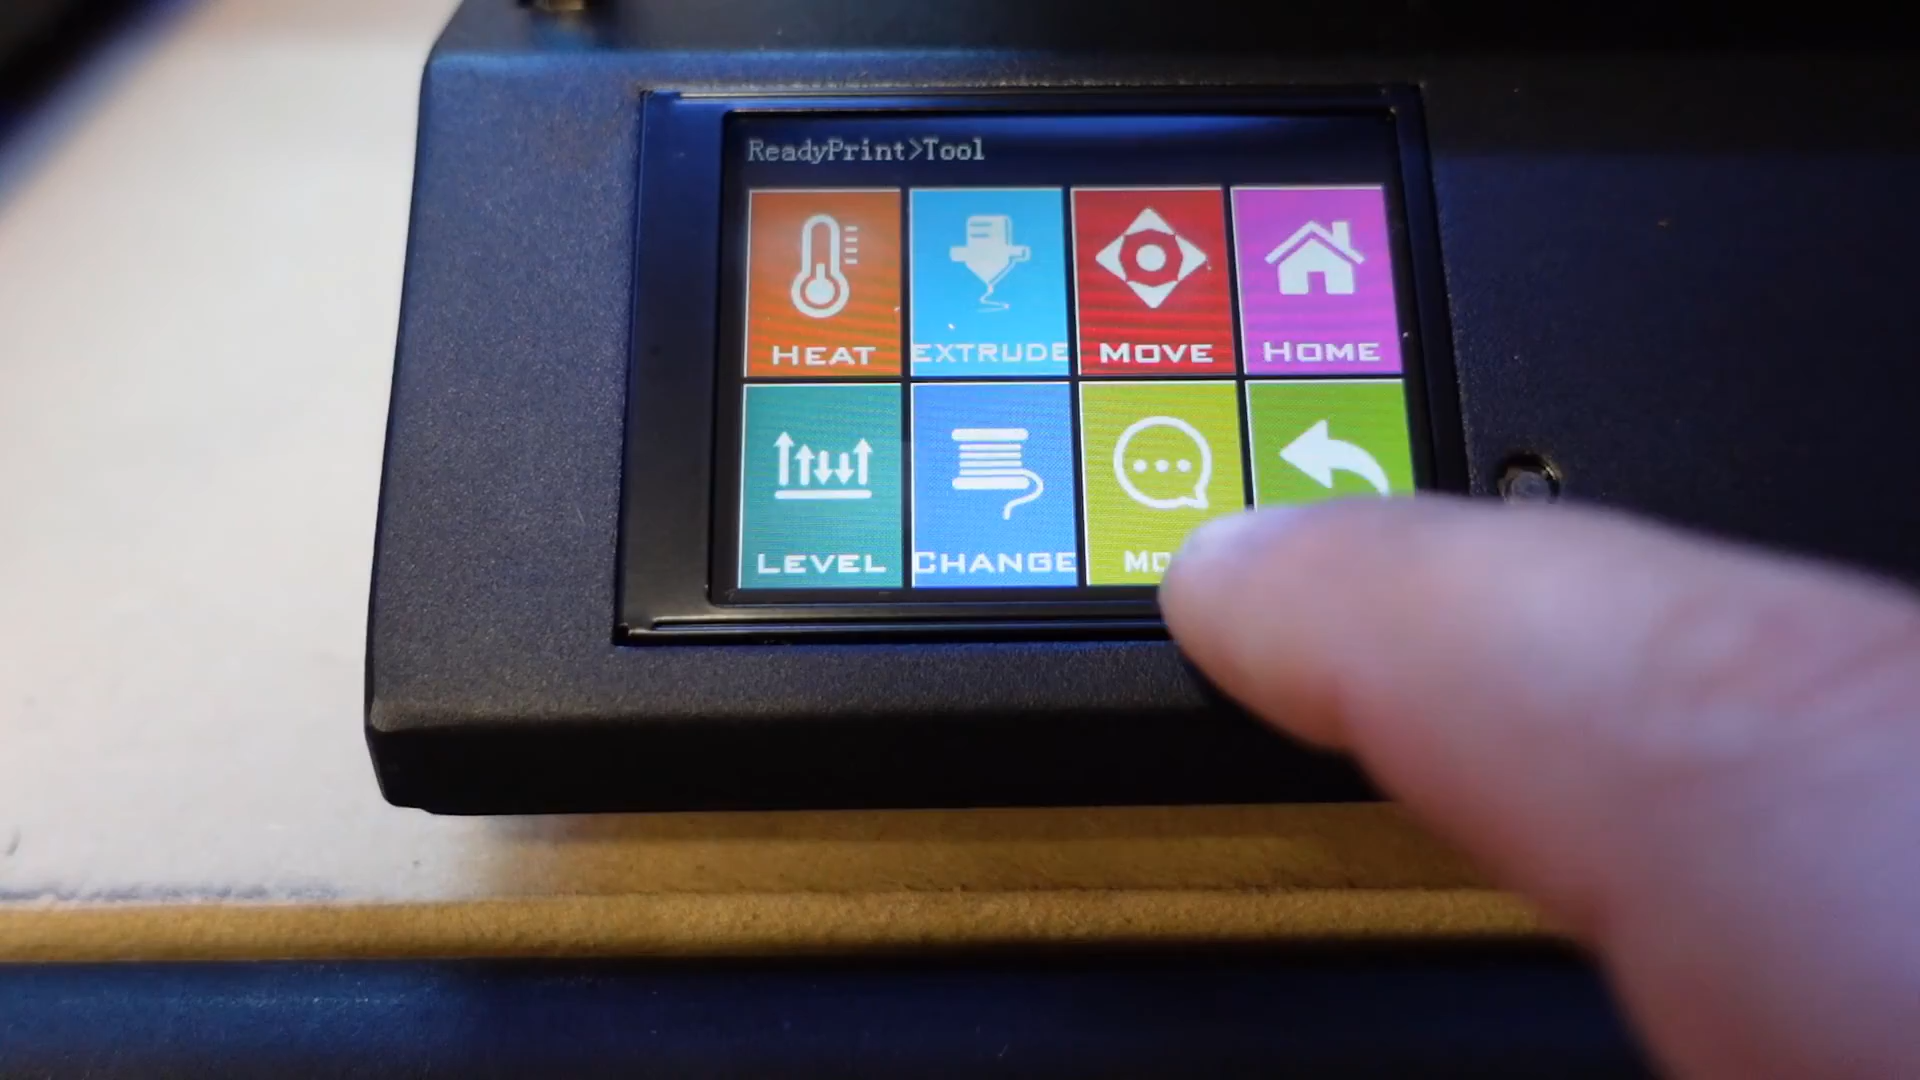 ReadyPrint>Tool
HEAT
EXTRUDE
MOVE
HOME
LEVEL
CHANGE